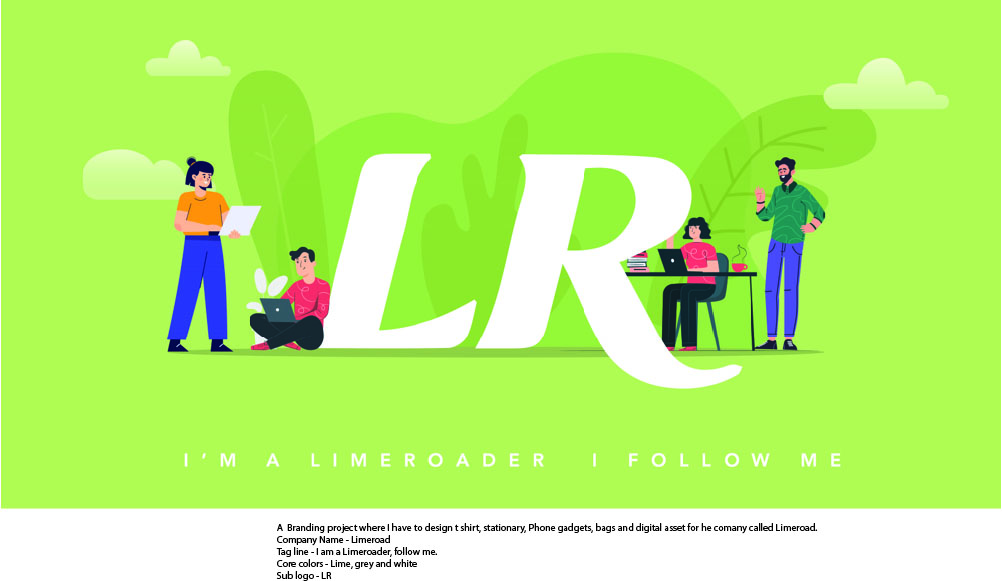 LR
I'M A LIMEROADER I FOLLOW ME
A Branding project where I have to design t shirt, stationary, Phone gadgets, bags and digital asset for he comany called Limeroad.
Company Name - Limeroad
Tag line - I am a Limeroader, follow me.
Core colors - Lime, grey and white
Sub logo - LR